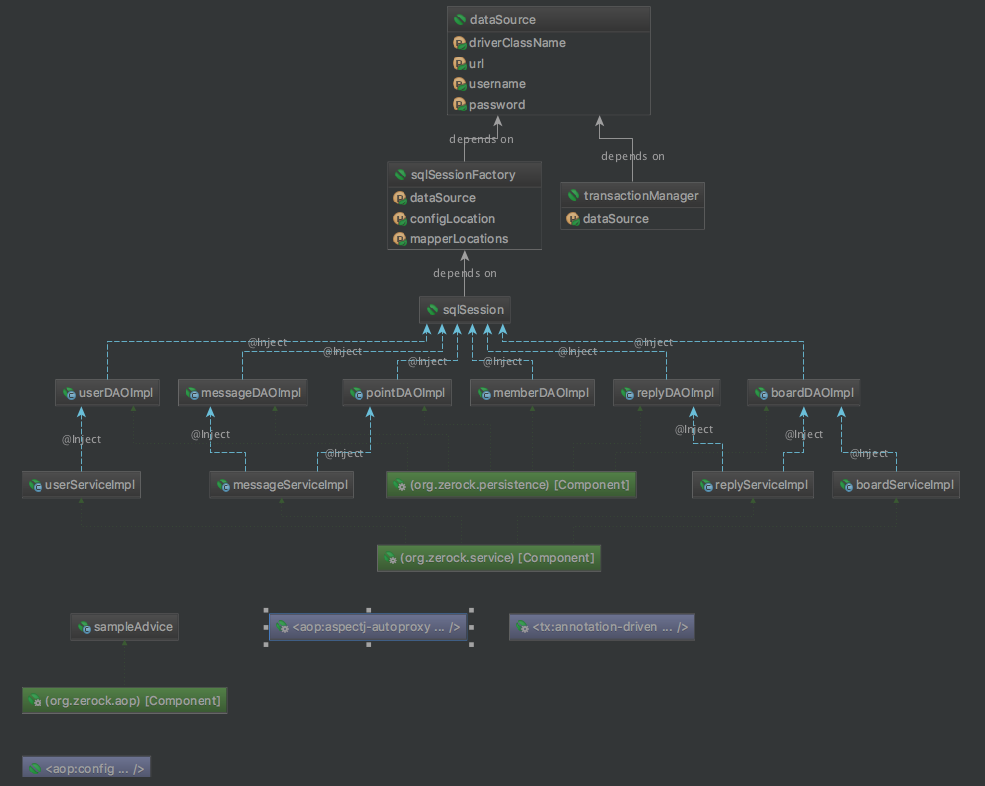 dataSource
driverClassName
url
username
password
depends on
depends on
sqlSessionFactory
dataSource
configLocation
mapperLocations
transactionManager
dataSource
depends on
sqlSession
@Inject
@Inject
@Inject
@Inject
@Inject
@Inject
userDAOImpl
messageDAOImpl
pointDAOImpl
memberDAOImpl
replyDAOImpl
boardDAOImpl
@Inject
@Inject
@Inject
@Inject
@Inject
@Inject
userServiceImpl
messageServiceImpl
(org.zerock.persistence) [Component]
replyServiceImpl
boardServiceImpl
(org.zerock.service) [Component]
sampleAdvice
<aop:aspectj-autoproxy ... />
<tx:annotation-driven ... />
(org.zerock.aop) [Component]
<aop:config ... />